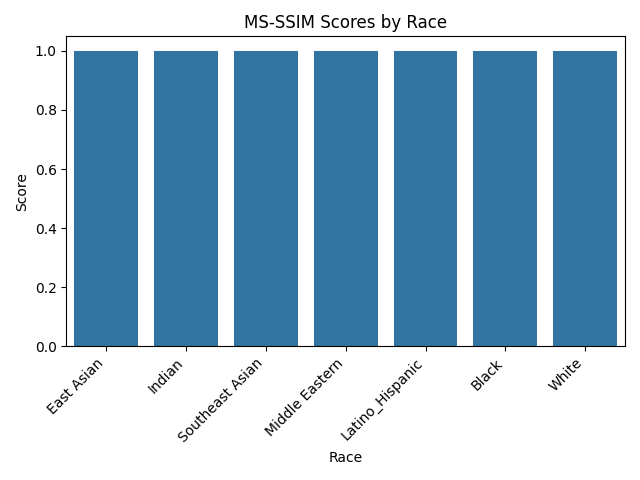 MS-SSIM Scores by Race
1.0
0.8
0.6
0.4
0.2
0.0
Score
East Asian
Indian
Southeast Asian
Middle Eastern
Latino_Hispanic
Black
White
Race